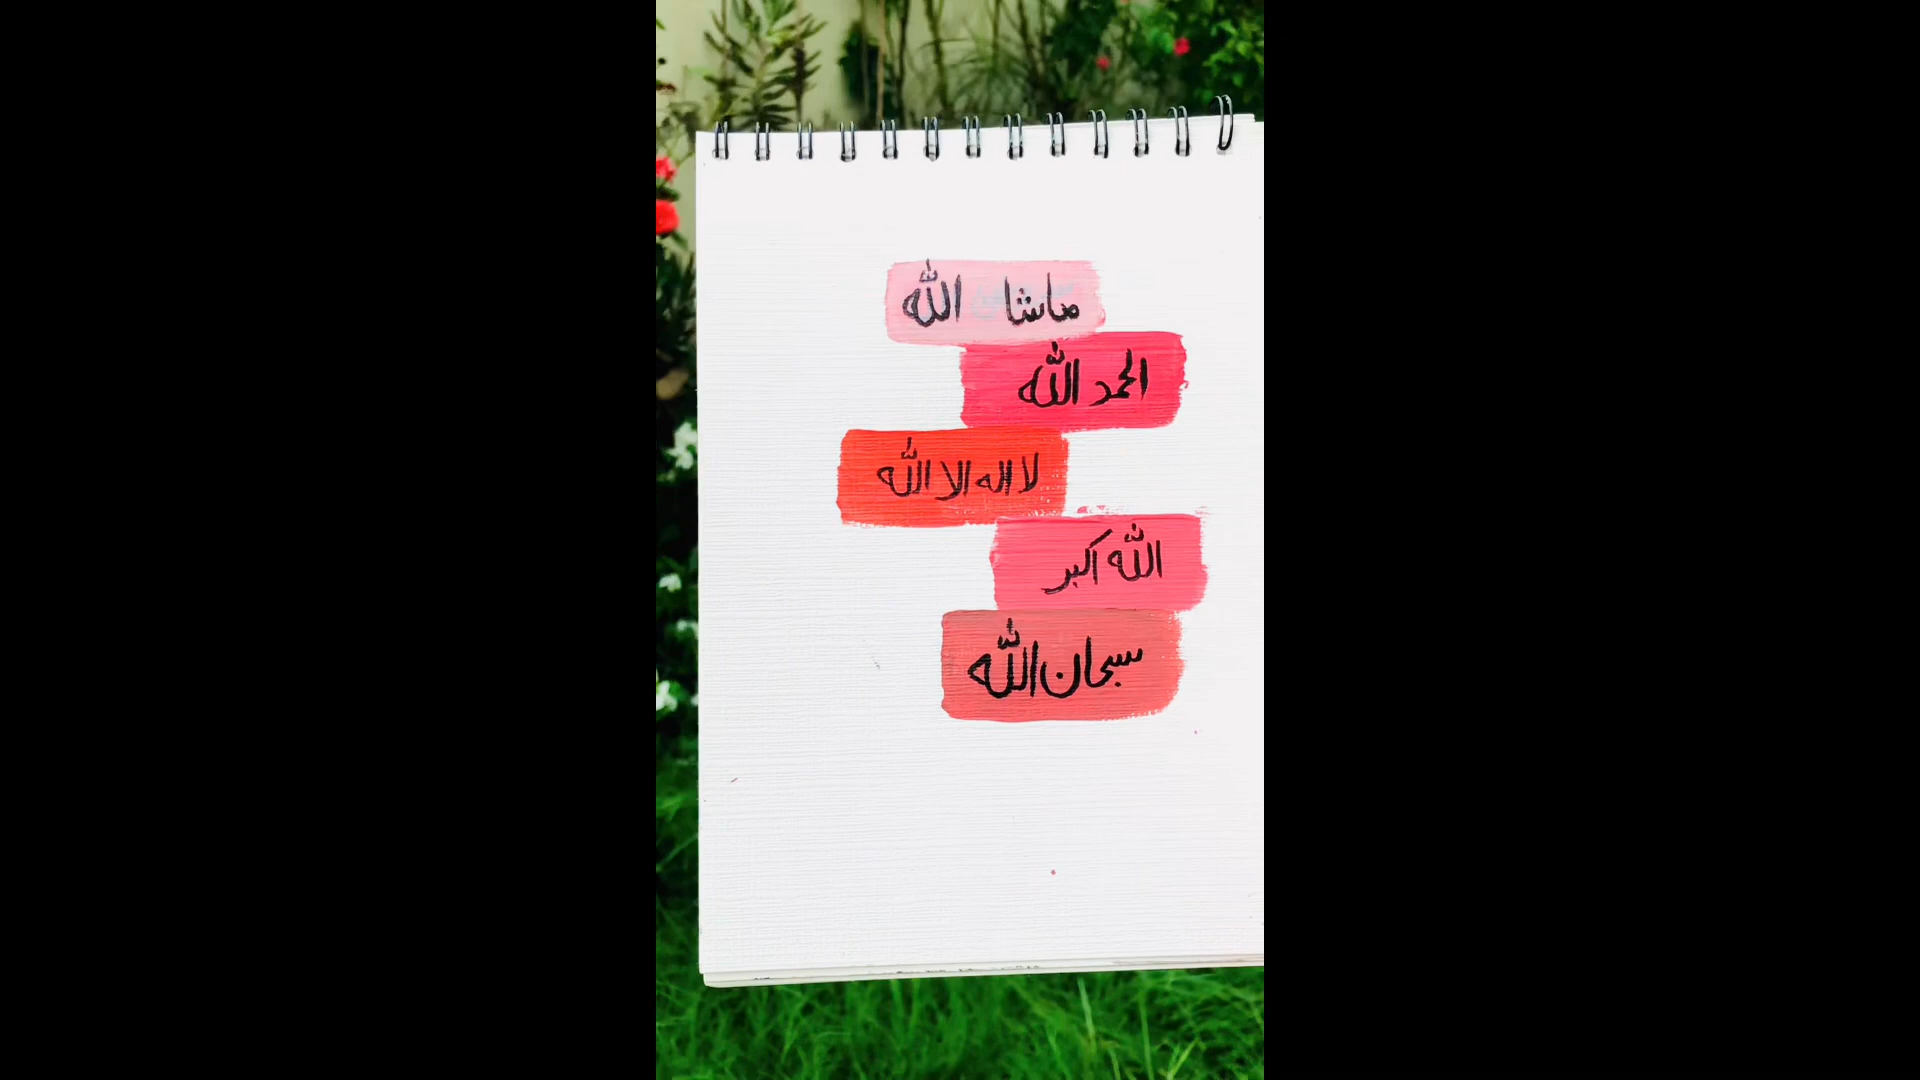 ماشا الله
الحمد الله
لا اله الا الله
الله اكبر
سبحان الله